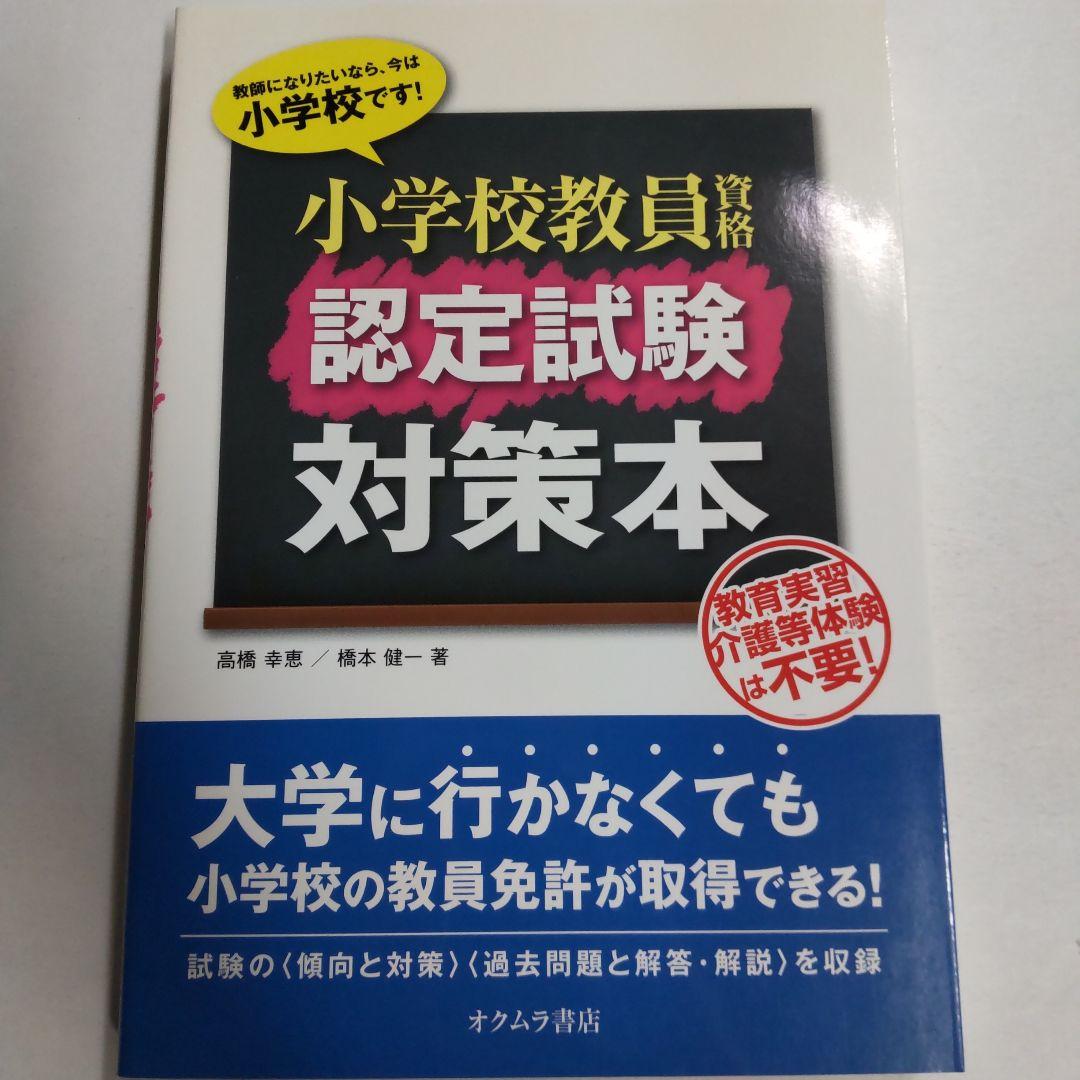 教師になりたいなら、今は
小学校です!
小学校教員資格
認定試験
対策本
教育実習
介護等体験
は不要!
高橋 幸恵／橋本 健一 著
大学に行かなくても
小学校の教員免許が取得できる!
試験の〈傾向と対策〉〈過去問題と解答・解説〉を収録
オクムラ書店